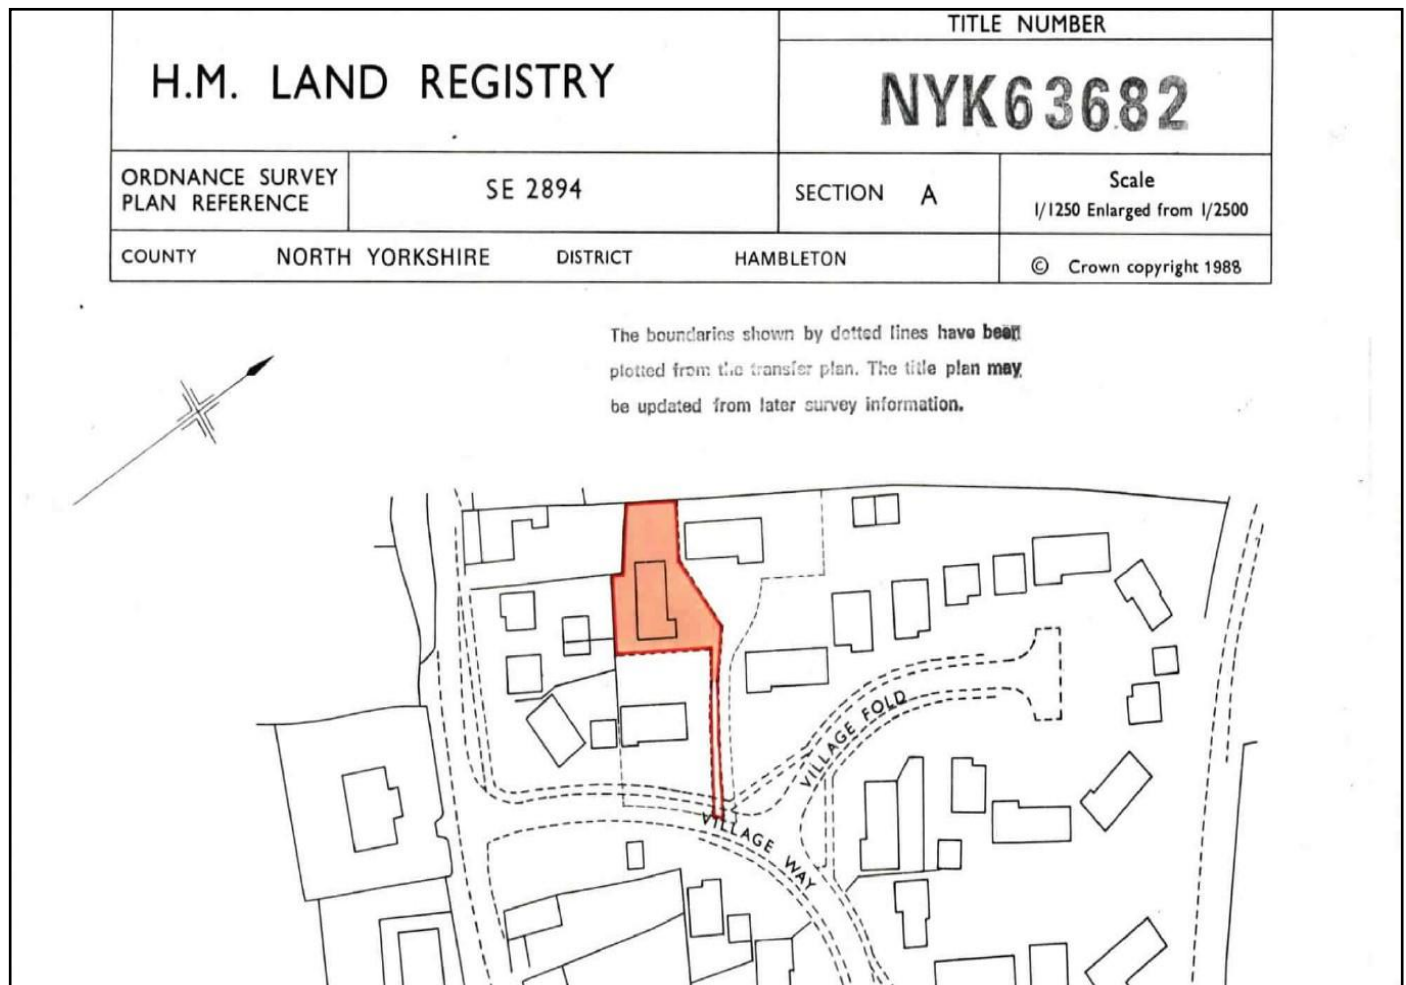 TITLE NUMBER
H.M. LAND REGISTRY
NYK63682
ORDNANCE SURVEY
PLAN REFERENCE
SE 2894
SECTION A
Scale
1/1250 Enlarged from 1/2500
COUNTY NORTH YORKSHIRE DISTRICT HAMBLETON
© Crown copyright 1988
The boundaries shown by dotted lines have been
plotted from the transfer plan. The title plan may
be updated from later survey information.
VILLAGE FOLD
VILLAGE WAY